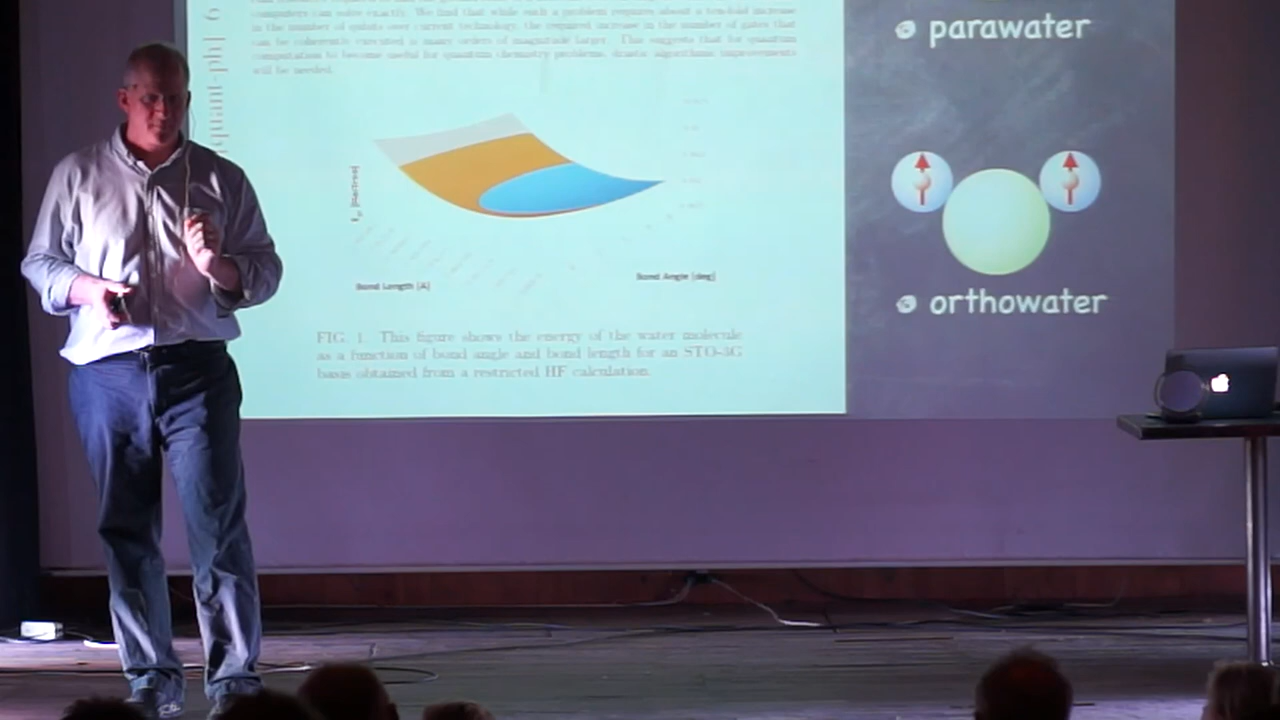 computers can solve exactly. We find that while such a problem requires about a ten-fold increase
in the number of qubits over current technology, the required increase in the number of gates that
can be coherently executed is many orders of magnitude larger. This suggests that for quantum
computation to become useful for quantum chemistry problems, drastic algorithmic improvements
will be needed.
[quant-ph] 6
Bond Length [A]
Bond Angle [deg]
FIG. 1. This figure shows the energy of the water molecule
as a function of bond angle and bond length for an STO-3G
basis obtained from a restricted HF calculation.
parawater
orthowater